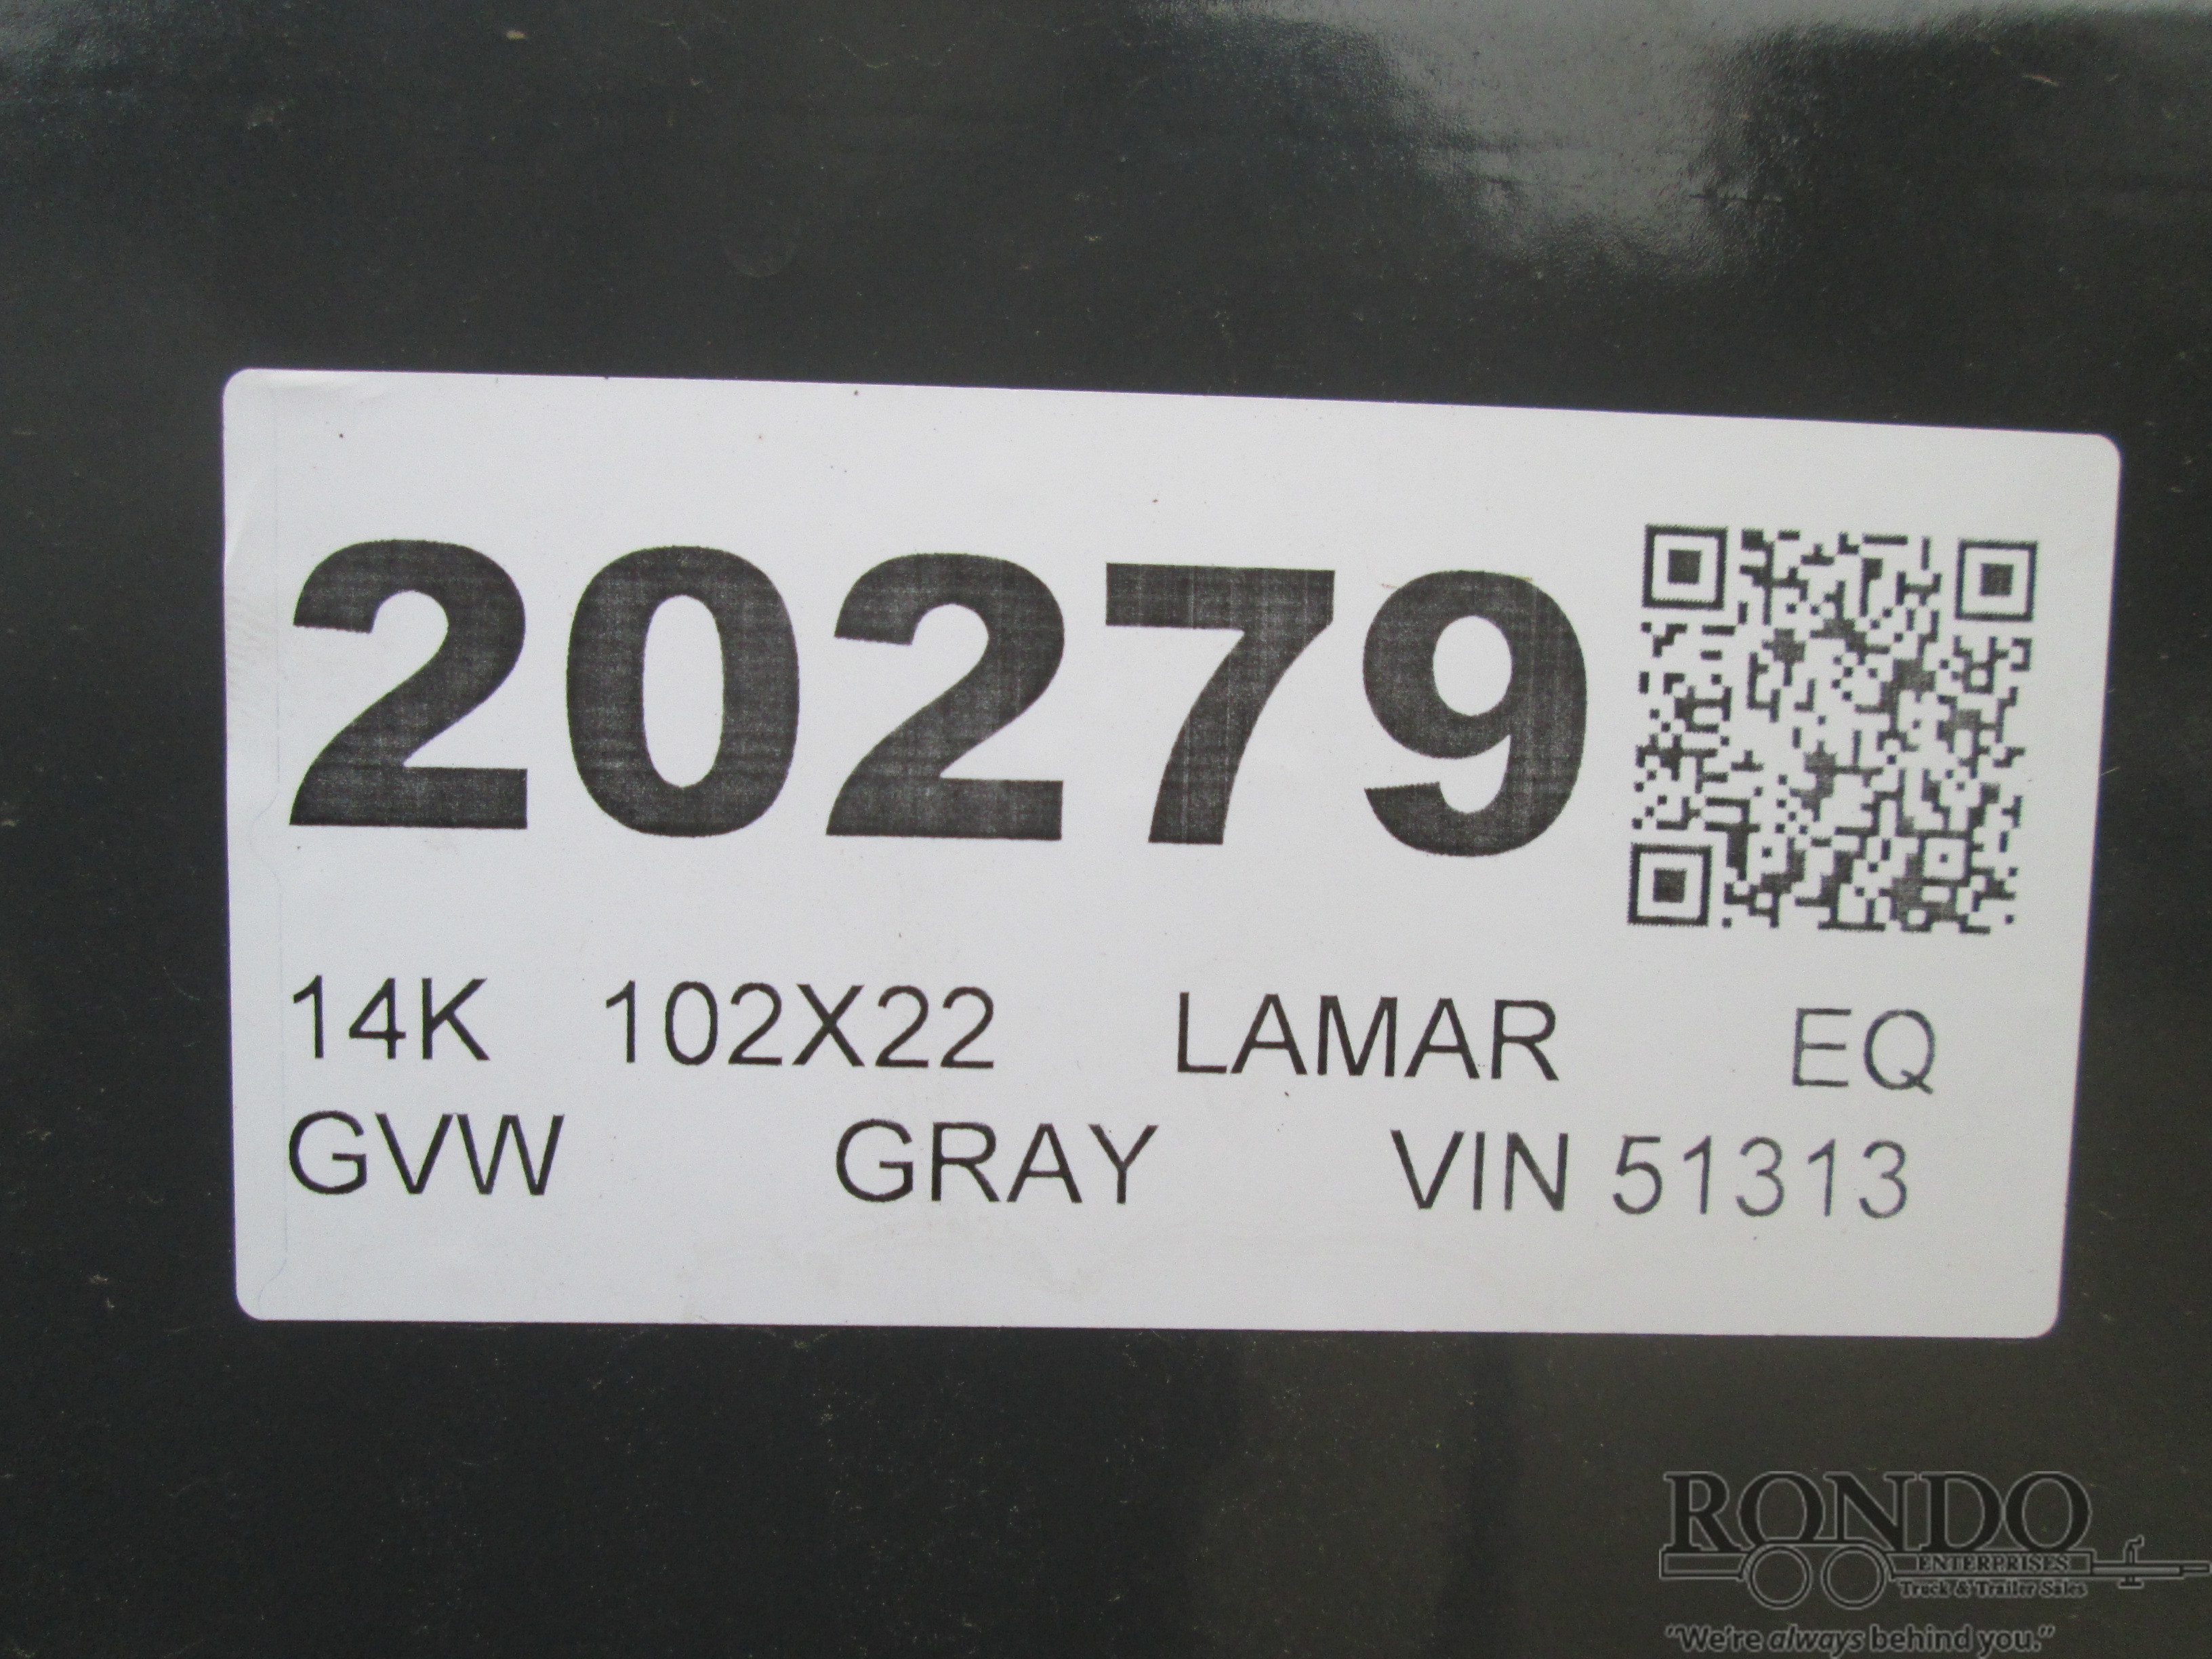 20279
14K 102X22 LAMAR EQ
GVW GRAY VIN 51313
RONDO
ENTERPRISES
Truck & Trailer Sales
"We're always behind you."